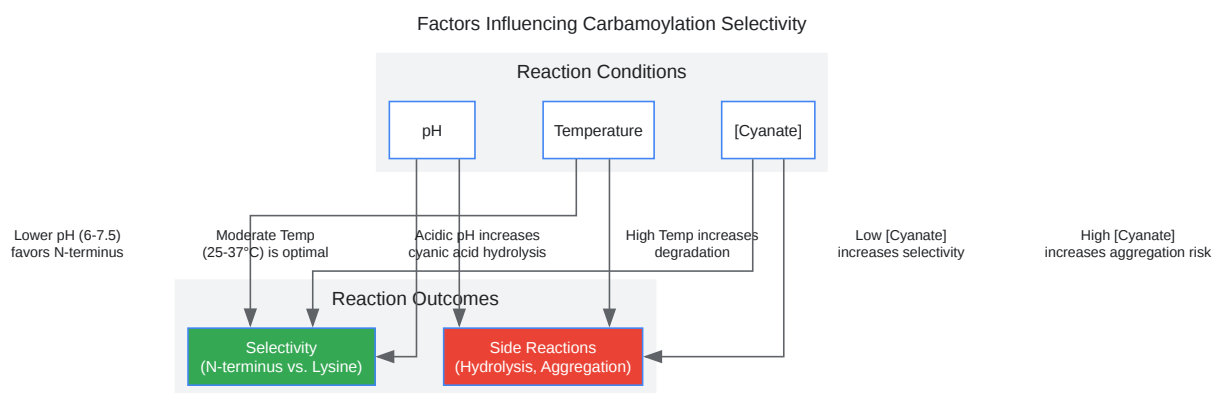 Factors Influencing Carbamoylation Selectivity
Reaction Conditions
pH
Temperature
[Cyanate]
Lower pH (6-7.5)
favors N-terminus
Moderate Temp
(25-37°C) is optimal
Acidic pH increases
cyanic acid hydrolysis
High Temp increases
degradation
Low [Cyanate]
increases selectivity
High [Cyanate]
increases aggregation risk
Reaction Outcomes
Selectivity
(N-terminus vs. Lysine)
Side Reactions
(Hydrolysis, Aggregation)